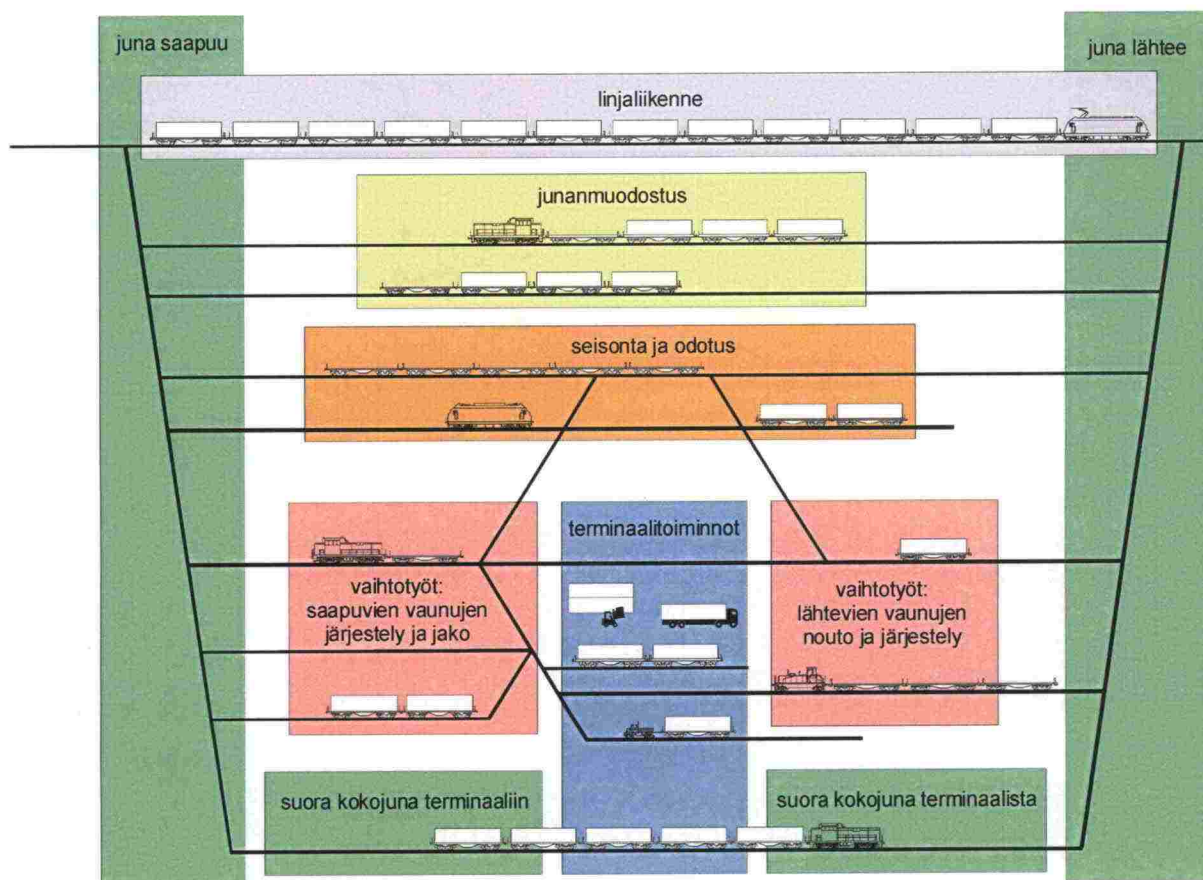 juna saapuu
juna lähtee
linjaliikenne
junanmuodostus
seisonta ja odotus
vaihtotyöt:
saapuvien vaunujen
järjestely ja jako
terminaalitoiminnot
vaihtotyöt:
lähtevien vaunujen
nouto ja järjestely
suora kokojuna terminaaliin
suora kokojuna terminaalista